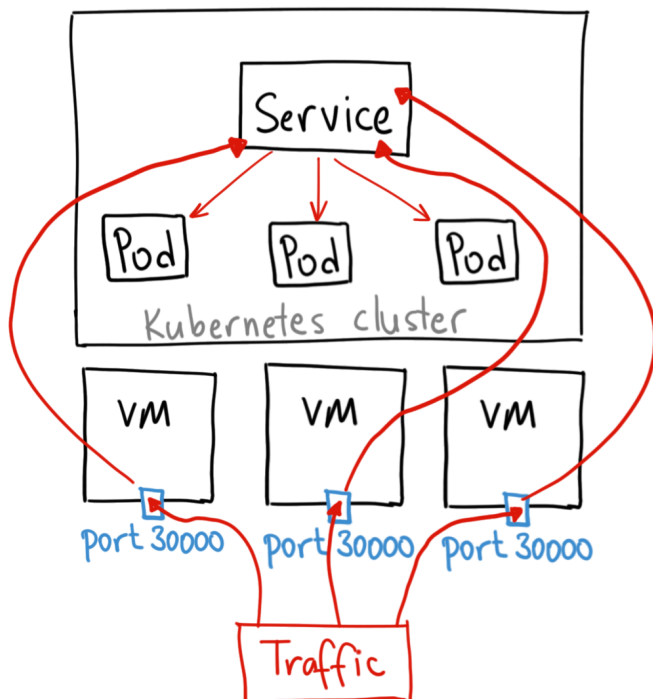 Service
Pod
Pod
Pod
Kubernetes cluster
VM
VM
VM
port 30000
port 30000
port 30000
Traffic